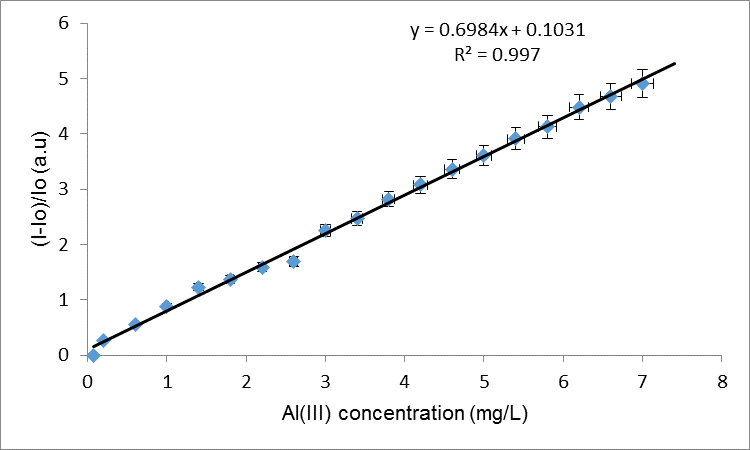 y = 0.6984x + 0.1031
R² = 0.997
6
5
4
3
2
1
0
(I-Io)/Io (a.u)
0 1 2 3 4 5 6 7 8
Al(III) concentration (mg/L)